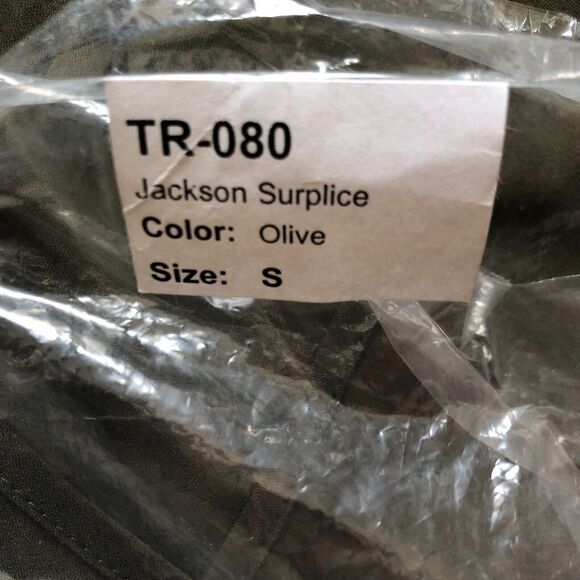 TR-080
Jackson Surplice
Color: Olive
Size: S